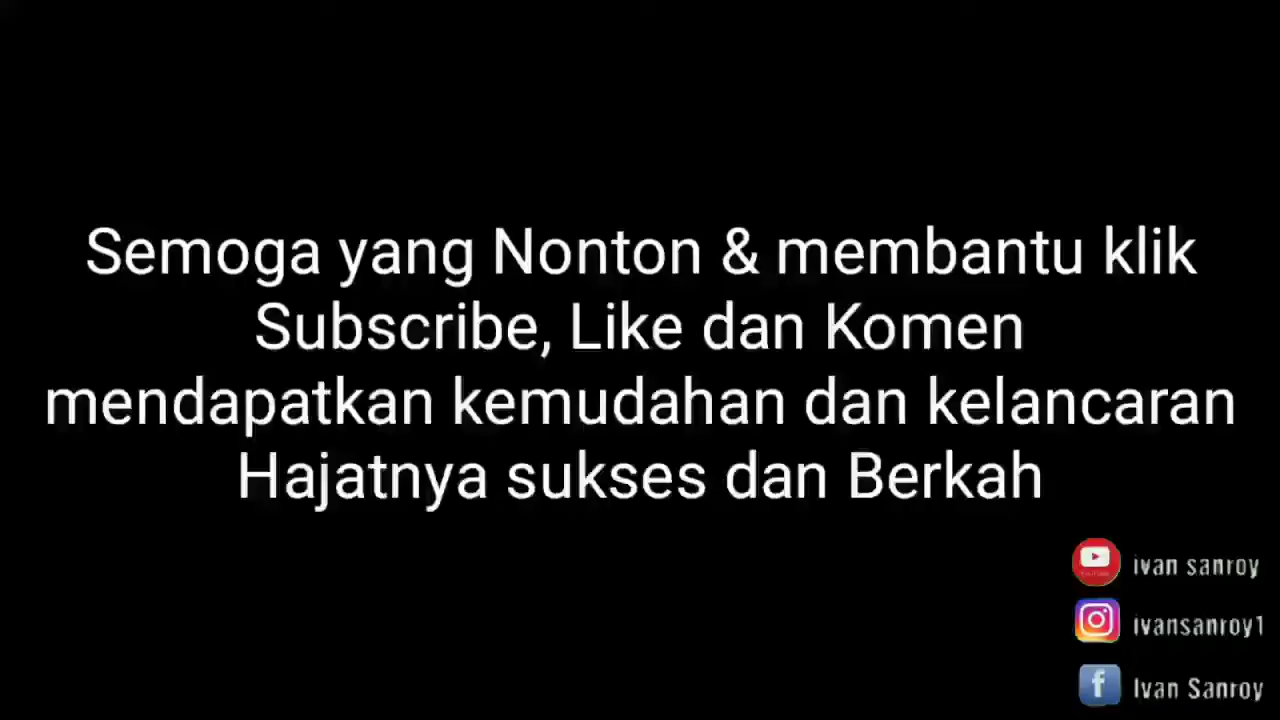 Semoga yang Nonton & membantu klik
Subscribe, Like dan Komen
mendapatkan kemudahan dan kelancaran
Hajatnya sukses dan Berkah
ivan sanroy
ivansanroy1
Ivan Sanroy